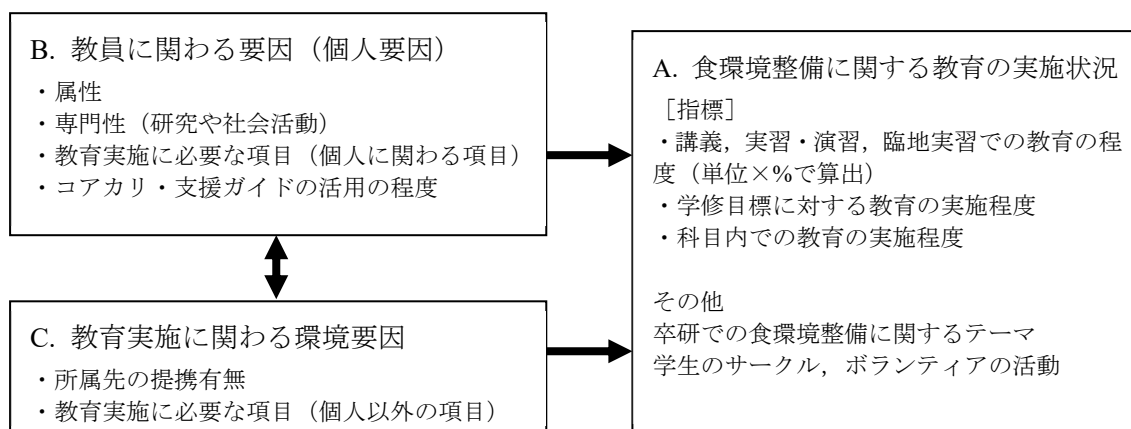 B. 教員に関わる要因（個人要因）
・属性
・専門性（研究や社会活動）
・教育実施に必要な項目（個人に関わる項目）
・コアカリ・支援ガイドの活用の程度
C. 教育実施に関わる環境要因
・所属先の提携有無
・教育実施に必要な項目（個人以外の項目）
A. 食環境整備に関する教育の実施状況
［指標］
・講義，実習・演習，臨地実習での教育の程
度（単位×%で算出）
・学修目標に対する教育の実施程度
・科目内での教育の実施程度
その他
卒研での食環境整備に関するテーマ
学生のサークル，ボランティアの活動